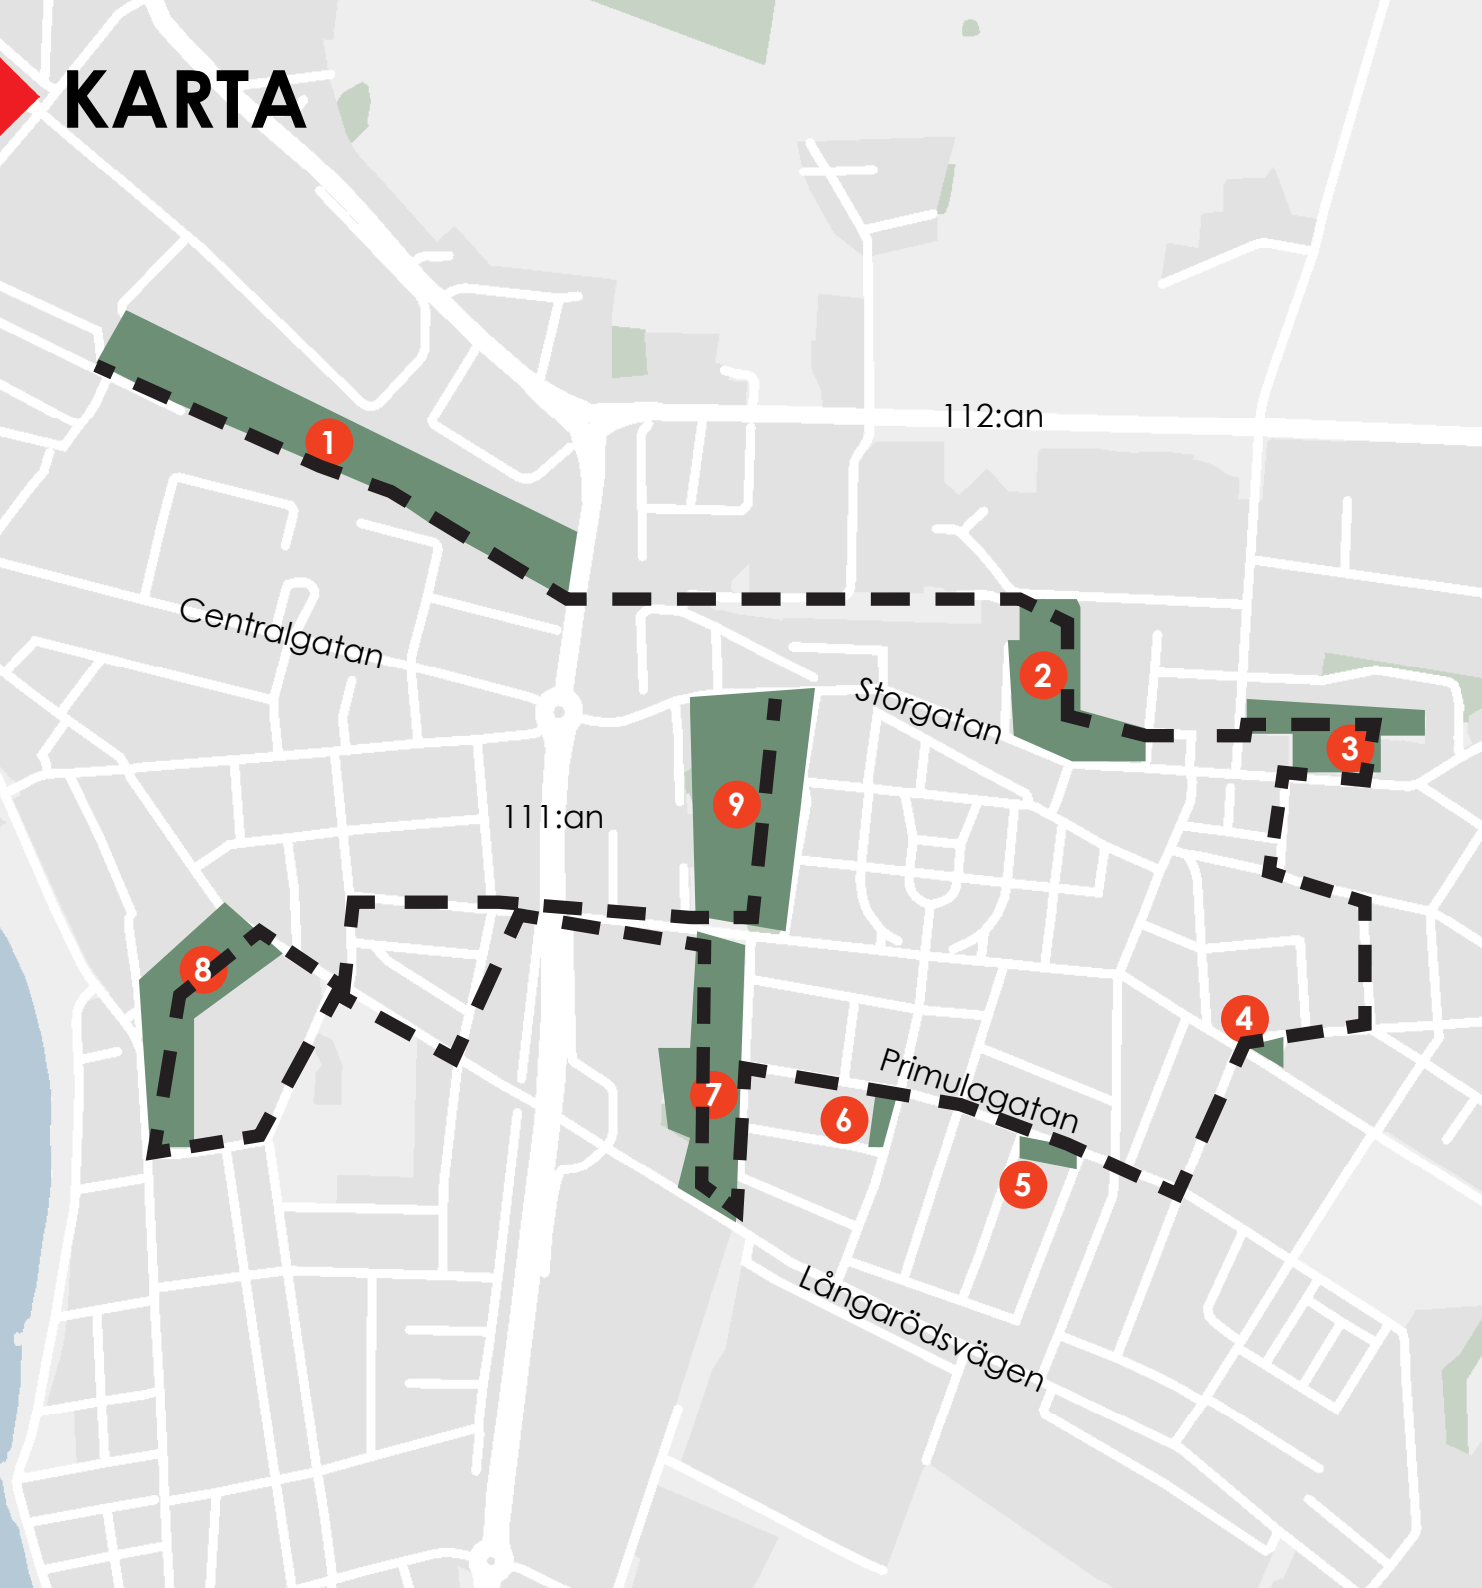 KARTA
112:an
1
Centralgatan
2
Storgatan
3
9
111:an
8
4
Primulagatan
7
6
5
Långarödsvägen